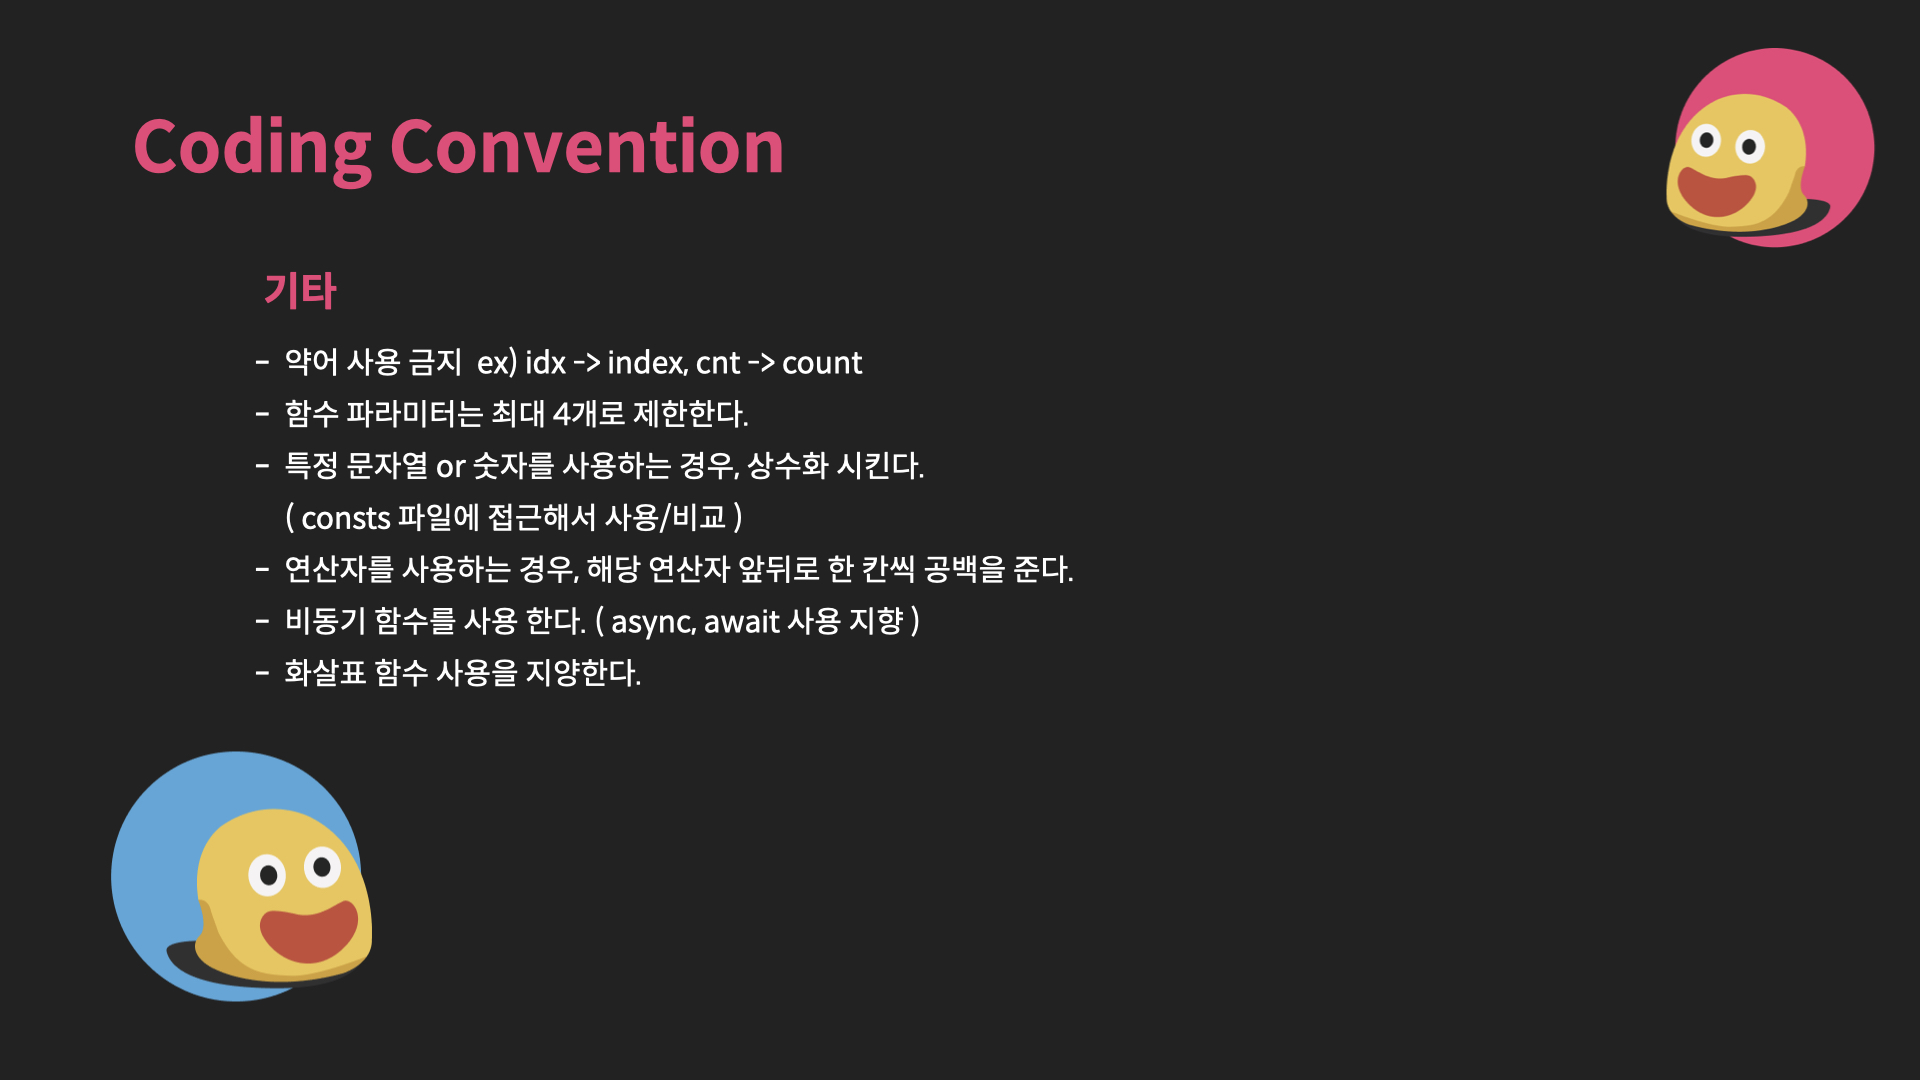 Coding Convention
기타
- 약어 사용 금지  ex) idx -> index, cnt -> count
- 함수 파라미터는 최대 4개로 제한한다.
- 특정 문자열 or 숫자를 사용하는 경우, 상수화 시킨다.
( consts 파일에 접근해서 사용/비교 )
- 연산자를 사용하는 경우, 해당 연산자 앞뒤로 한 칸씩 공백을 준다.
- 비동기 함수를 사용 한다. ( async, await 사용 지향 )
- 화살표 함수 사용을 지양한다.